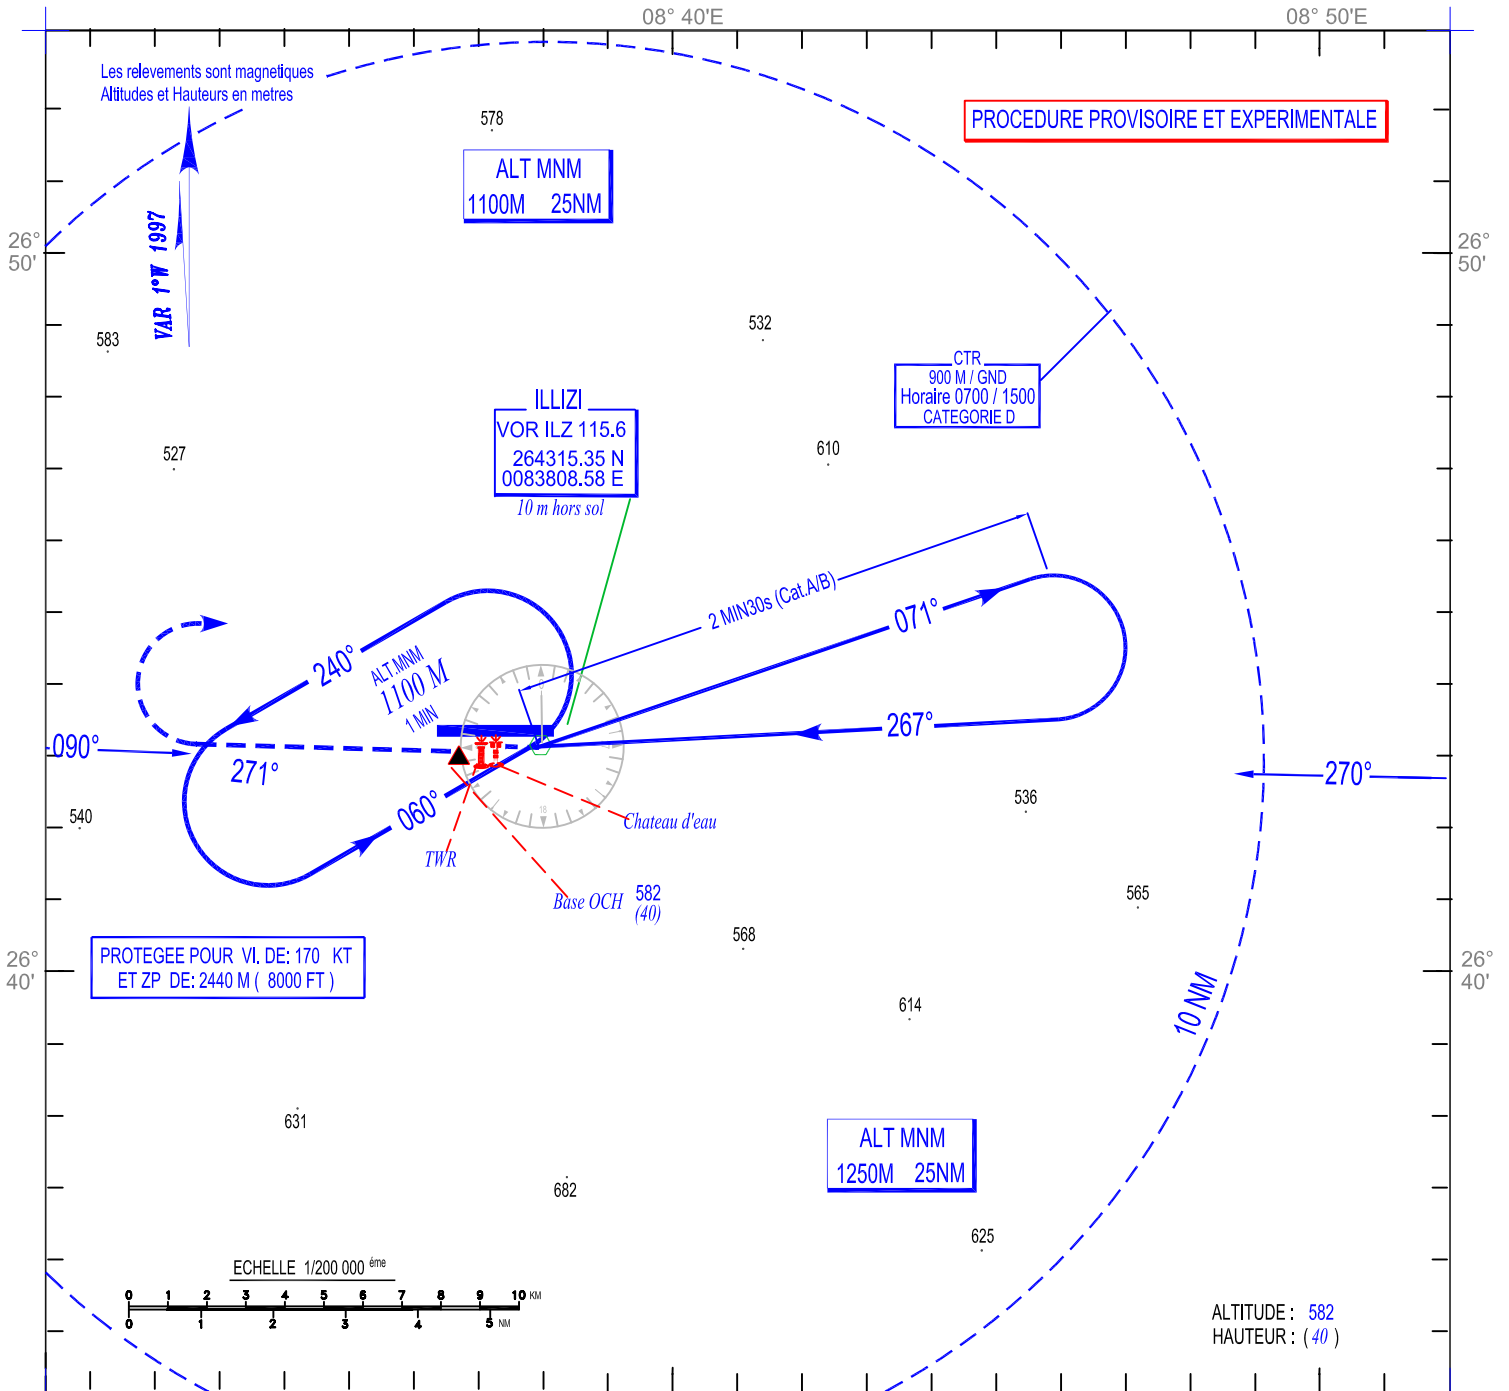 08° 40'E
08° 50'E
Les relevements sont magnetiques
Altitudes et Hauteurs en metres
PROCEDURE PROVISOIRE ET EXPERIMENTALE
578
ALT MNM
1100M 25NM
VAR 1°W 1997
26°
50'
26°
50'
583
532
CTR
900 M / GND
Horaire 0700 / 1500
CATEGORIE D
ILLIZI
VOR ILZ 115.6
264315.35 N
0083808.58 E
10 m hors sol
527
610
2 MIN30s (Cat.A/B)
071°
240°
ALT.MNM
1100 M
1 MIN
267°
090°
271°
270°
060°
18
536
540
Chateau d'eau
TWR
Base OCH 582
(40)
565
568
PROTEGEE POUR VI. DE: 170 KT
ET ZP DE: 2440 M ( 8000 FT )
26°
40'
26°
40'
10 NM
614
631
ALT MNM
1250M 25NM
682
625
ECHELLE 1/200 000 éme
0 1 2 3 4 5 6 7 8 9 10 KM
0 1 2 3 4 5 NM
ALTITUDE : 582
HAUTEUR : ( 40 )